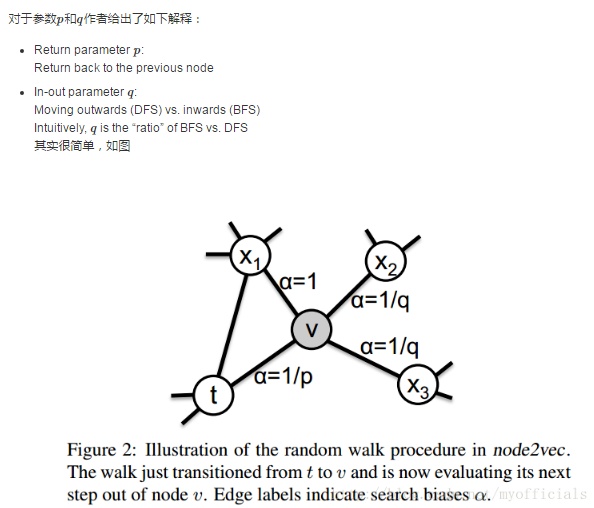 对于参数p和q作者给出了如下解释：
Return parameter p:
Return back to the previous node
In-out parameter q:
Moving outwards (DFS) vs. inwards (BFS)
Intuitively, q is the “ratio” of BFS vs. DFS
其实很简单，如图
x1
x2
α=1
α=1/q
v
α=1/q
α=1/p
t
x3
Figure 2: Illustration of the random walk procedure in node2vec.
The walk just transitioned from t to v and is now evaluating its next
step out of node v. Edge labels indicate search biases α.
myofficials